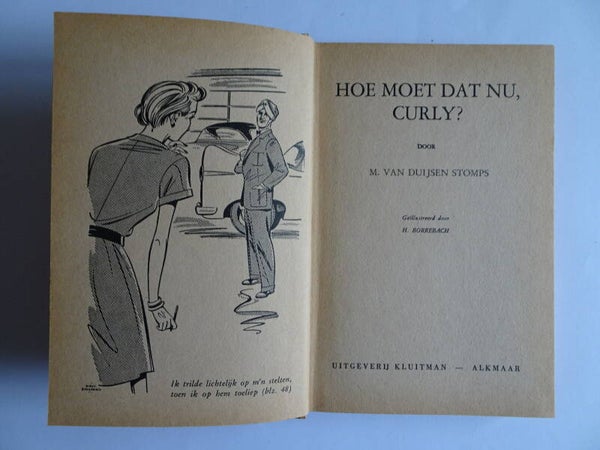 Ik trilde lichtelijk op m'n stelten,
toen ik op hem toeliep (blz. 48)
HOE MOET DAT NU,
CURLY?
DOOR
M. VAN DUIJSEN STOMPS
Geïllustreerd door
H. BORREBACH
UITGEVERIJ KLUITMAN — ALKMAAR